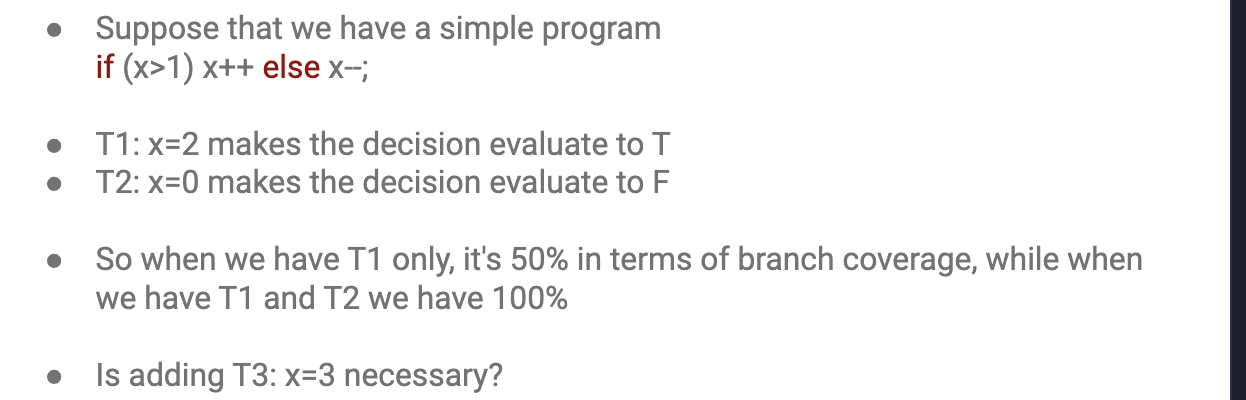 ● Suppose that we have a simple program
if (x>1) x++ else x--;
● T1: x=2 makes the decision evaluate to T
● T2: x=0 makes the decision evaluate to F
● So when we have T1 only, it's 50% in terms of branch coverage, while when
we have T1 and T2 we have 100%
● Is adding T3: x=3 necessary?